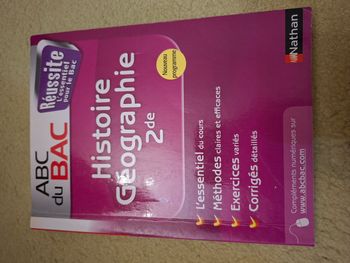 ABC
du BAC
Réussite
L'essentiel
pour le Bac
Histoire
Géographie
2de
Nouveau
programme
L'essentiel du cours
Méthodes claires et efficaces
Exercices variés
Corrigés détaillés
Compléments numériques sur
www.abcbac.com
Nathan